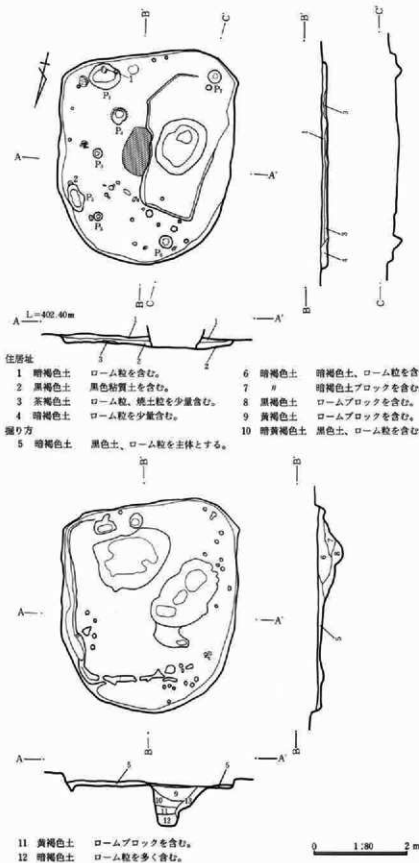 B'
C'
P₅
1
P₄
A
A'
2
P₃
B
C
L=402.40m
A
A'
住居址
1 暗褐色土 ローム粒を含む。
2 黒褐色土 黒色粘質土を含む。
3 茶褐色土 ローム粒、焼土粒を少量含む。
4 暗褐色土 ローム粒を少量含む。
掘り方
5 暗褐色土 黒色土、ローム粒を主体とする。
6 暗褐色土 暗褐色土、ローム粒を含
7 〃 暗褐色土ブロックを含
8 黒褐色土 ロームブロックを含む。
9 黄褐色土 ロームブロックを含む。
10 暗黄褐色土 黒色土、ローム粒を含む
B'
A
A'
B
A
A'
5
9
10
11
12
11 黄褐色土 ロームブロックを含む。
12 暗褐色土 ローム粒を多く含む。
0 1:80 2m